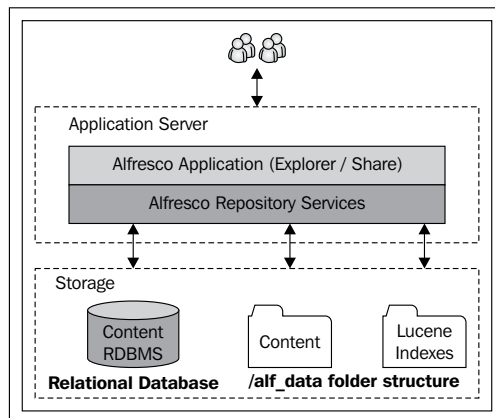 Application Server
Alfresco Application (Explorer / Share)
Alfresco Repository Services
Storage
Content
RDBMS
Content
Lucene
Indexes
Relational Database
/alf_data folder structure